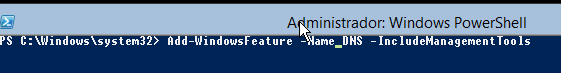 Administrador: Windows PowerShell
PS C:\Windows\system32> Add-WindowsFeature -Name DNS -IncludeManagementTools